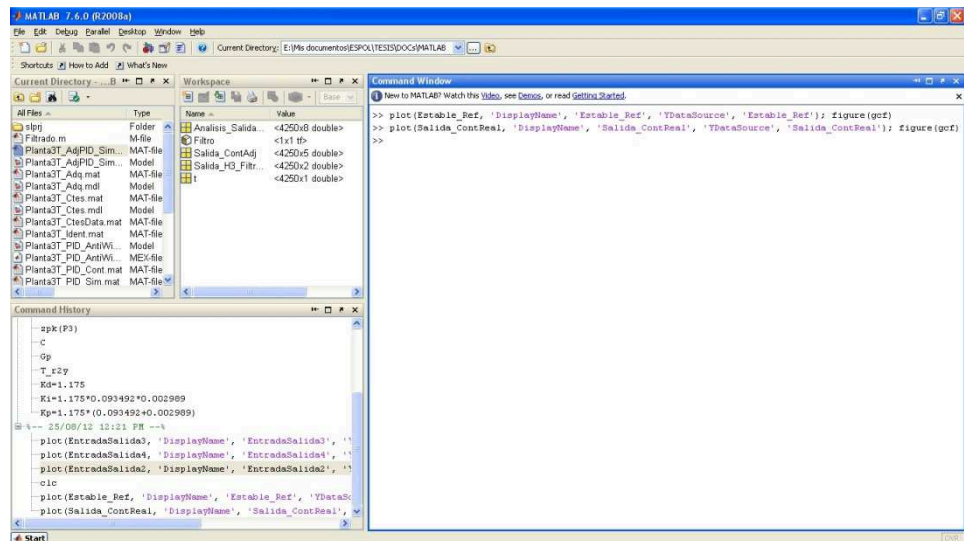 MATLAB 7.6.0 (R2008a)
File Edit Debug Parallel Desktop Window Help
Current Directory: E:\Mis documentos\ESPOL\TESIS\DOCs\MATLAB
Shortcuts How to Add What's New
Current Directory - ...B
All Files Type
slprj Folder
Filtrado.m M-file
Planta3T_AdjPID_Sim... MAT-file
Planta3T_AdjPID_Sim... Model
Planta3T_Adq.mat MAT-file
Planta3T_Adq.mdl Model
Planta3T_Ctes.mat MAT-file
Planta3T_Ctes.mdl Model
Planta3T_CtesData.mat MAT-file
Planta3T_Ident.mat MAT-file
Planta3T_PID_AntiWi... Model
Planta3T_PID_AntiWi... MEX-file
Planta3T_PID_Cont.mat MAT-file
Planta3T_PID_Sim.mat MAT-file
Workspace
Base
Name Value
Analisis_Salida... <4250x8 double>
Filtro <1x1 tf>
Salida_ContAdj <4250x5 double>
Salida_H3_Filtr... <4250x2 double>
t <4250x1 double>
Command History
zpk(P3)
C
Gp
T_r2y
Kd=1.175
Ki=1.175*0.093492*0.002989
Kp=1.175*(0.093492+0.002989)
%-- 25/08/12 12:21 PM --%
plot(EntradaSalida3, 'DisplayName', 'EntradaSalida3', 'Y
plot(EntradaSalida4, 'DisplayName', 'EntradaSalida4', 'Y
plot(EntradaSalida2, 'DisplayName', 'EntradaSalida2', 'Y
clc
plot(Estable_Ref, 'DisplayName', 'Estable_Ref', 'YDataSo
plot(Salida_ContReal, 'DisplayName', 'Salida_ContReal',
Command Window
New to MATLAB? Watch this Video, see Demos, or read Getting Started.
>> plot(Estable_Ref, 'DisplayName', 'Estable_Ref', 'YDataSource', 'Estable_Ref'); figure(gcf)
>> plot(Salida_ContReal, 'DisplayName', 'Salida_ContReal', 'YDataSource', 'Salida_ContReal'); figure(gcf)
>>
Start
OVR